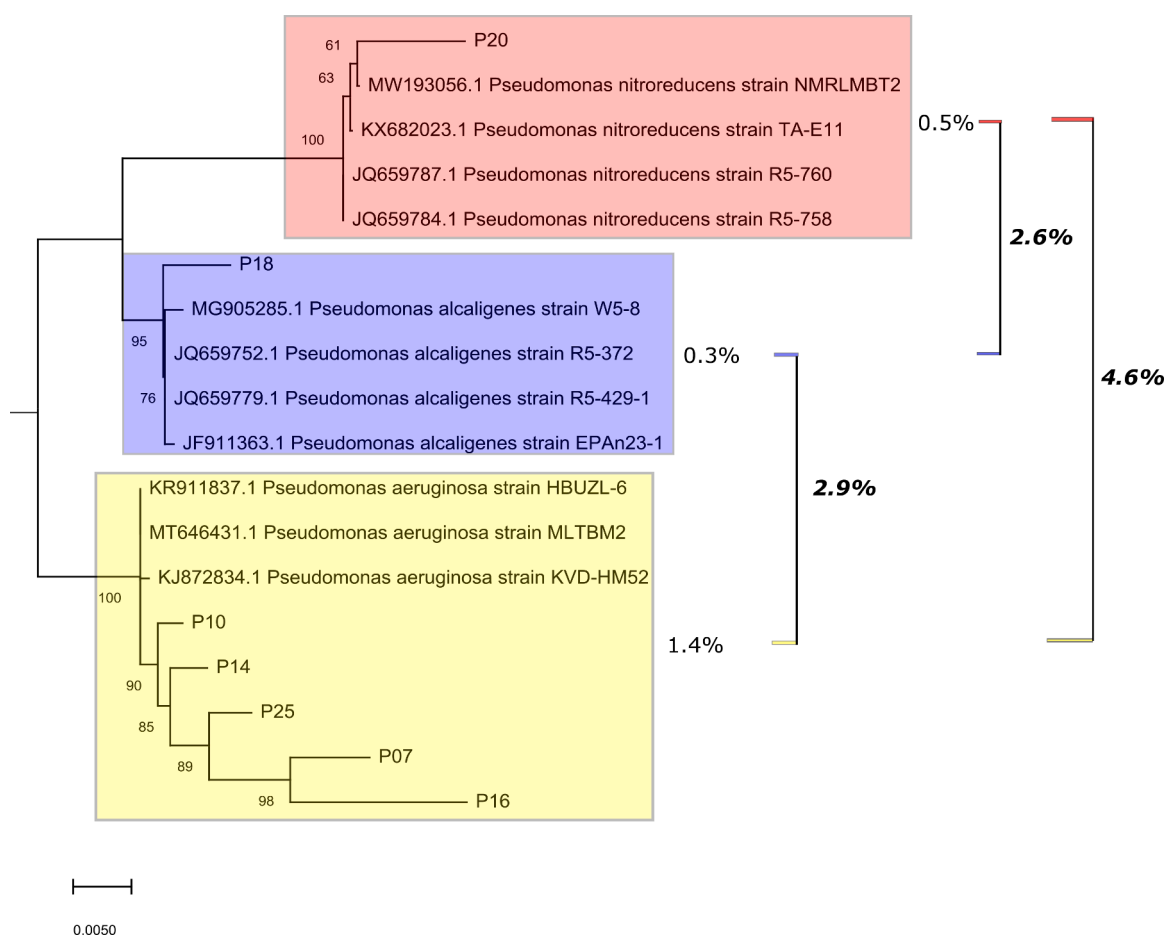 61
P20
63
MW193056.1 Pseudomonas nitroreducens strain NMRLMBT2
KX682023.1 Pseudomonas nitroreducens strain TA-E11
0.5%
100
JQ659787.1 Pseudomonas nitroreducens strain R5-760
JQ659784.1 Pseudomonas nitroreducens strain R5-758
2.6%
P18
MG905285.1 Pseudomonas alcaligenes strain W5-8
95
JQ659752.1 Pseudomonas alcaligenes strain R5-372
0.3%
4.6%
76
JQ659779.1 Pseudomonas alcaligenes strain R5-429-1
JF911363.1 Pseudomonas alcaligenes strain EPAn23-1
KR911837.1 Pseudomonas aeruginosa strain HBUZL-6
2.9%
MT646431.1 Pseudomonas aeruginosa strain MLTBM2
KJ872834.1 Pseudomonas aeruginosa strain KVD-HM52
100
P10
1.4%
P14
90
P25
85
P07
89
P16
98
0.0050